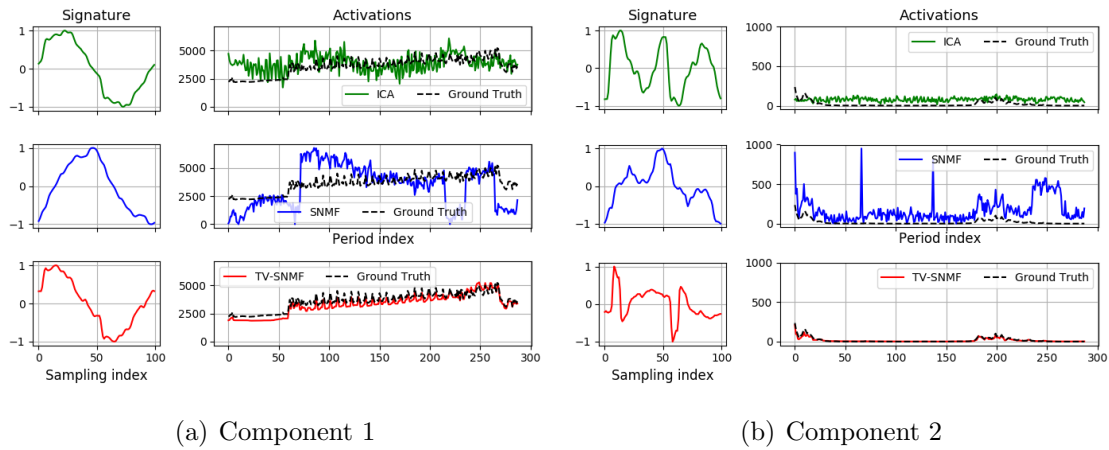 Signature
Activations
1
0
−1
5000
2500
0
ICA
Ground Truth
1
0
−1
5000
2500
0
SNMF
Ground Truth
Period index
1
0
−1
0
50
100
Sampling index
5000
2500
0
TV-SNMF
Ground Truth
0
50
100
150
200
250
300
Signature
Activations
1
0
−1
1000
500
0
ICA
Ground Truth
1
0
−1
1000
500
0
SNMF
Ground Truth
Period index
1
0
−1
0
50
100
Sampling index
1000
500
0
TV-SNMF
Ground Truth
0
50
100
150
200
250
300
(a) Component 1
(b) Component 2